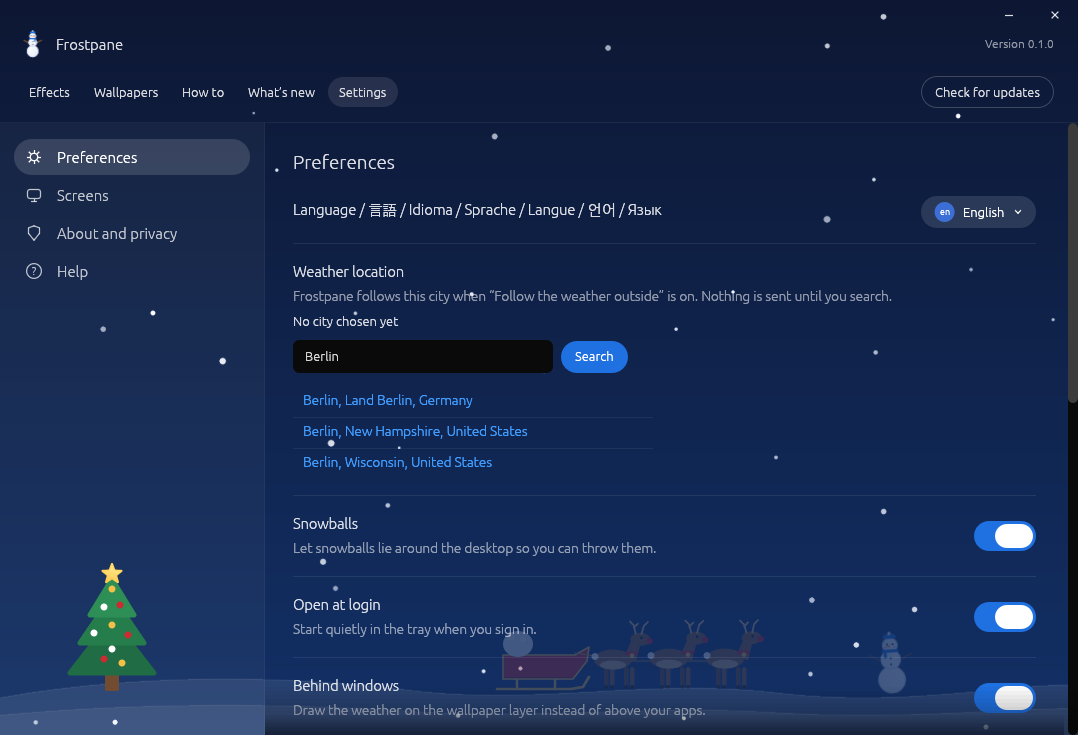 Frostpane
Version 0.1.0
Effects
Wallpapers
How to
What's new
Settings
Check for updates
Preferences
Screens
About and privacy
Help
Preferences
Language / 言語 / Idioma / Sprache / Langue / 언어 / Язык
en English
Weather location
Frostpane follows this city when “Follow the weather outside” is on. Nothing is sent until you search.
No city chosen yet
Berlin
Search
Berlin, Land Berlin, Germany
Berlin, New Hampshire, United States
Berlin, Wisconsin, United States
Snowballs
Let snowballs lie around the desktop so you can throw them.
Open at login
Start quietly in the tray when you sign in.
Behind windows
Draw the weather on the wallpaper layer instead of above your apps.